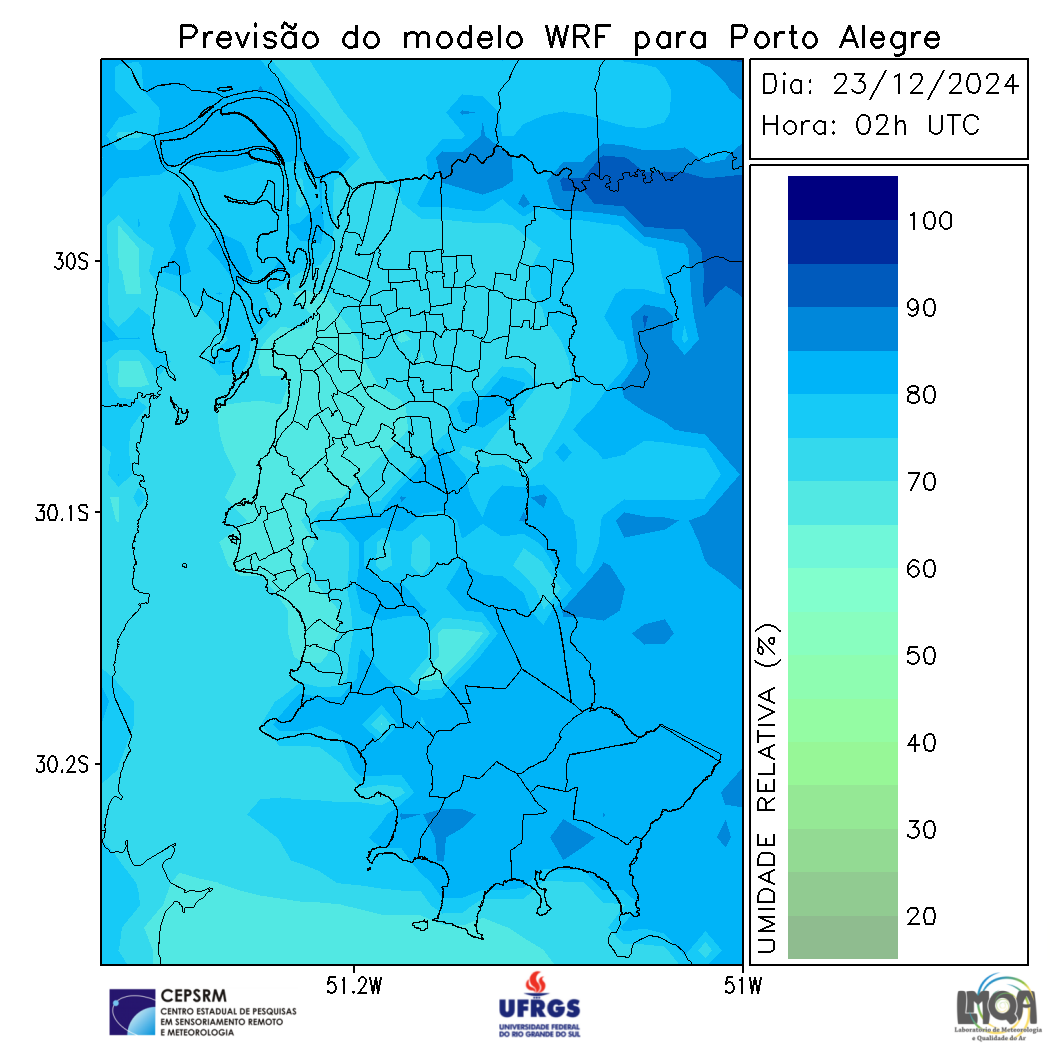 Previsão do modelo WRF para Porto Alegre
Dia: 23/12/2024
Hora: 02h UTC
30S
30.1S
30.2S
51.2W
51W
100
90
80
70
60
50
40
30
20
UMIDADE RELATIVA (%)
CEPSRM
CENTRO ESTADUAL DE PESQUISAS
EM SENSORIAMENTO REMOTO
E METEOROLOGIA
UFRGS
UNIVERSIDADE FEDERAL
DO RIO GRANDE DO SUL
LMQA
Laboratório de Meteorologia
e Qualidade do Ar